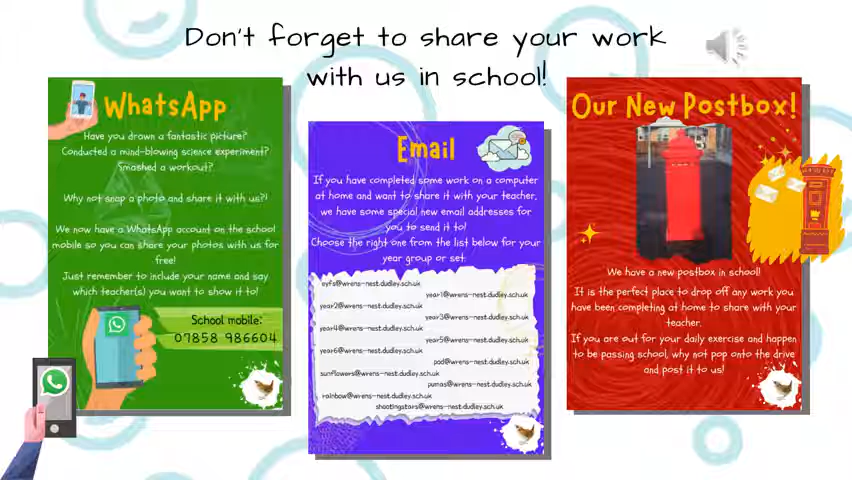 Don't forget to share your work
with us in school!
WhatsApp
Have you drawn a fantastic picture?
Conducted a mind-blowing science experiment?
Smashed a workout?
Why not snap a photo and share it with us?!
We now have a WhatsApp account on the school
mobile so you can share your photos with us for
free!
Just remember to include your name and say
which teacher(s) you want to show it to!
School mobile:
07858 986604
Email
If you have completed some work on a computer
at home and want to share it with your teacher,
we have some special new email addresses for
you to send it to!
Choose the right one from the list below for your
year group or set:
eyfs@wrens-nest.dudley.sch.uk
year1@wrens-nest.dudley.sch.uk
year2@wrens-nest.dudley.sch.uk
year3@wrens-nest.dudley.sch.uk
year4@wrens-nest.dudley.sch.uk
year5@wrens-nest.dudley.sch.uk
year6@wrens-nest.dudley.sch.uk
pod@wrens-nest.dudley.sch.uk
sunflowers@wrens-nest.dudley.sch.uk
pumas@wrens-nest.dudley.sch.uk
rainbow@wrens-nest.dudley.sch.uk
shootingstars@wrens-nest.dudley.sch.uk
Our New Postbox!
We have a new postbox in school!
It is the perfect place to drop off any work you
have been completing at home to share with your
teacher.
If you are out for your daily exercise and happen
to be passing school, why not pop onto the drive
and post it to us!